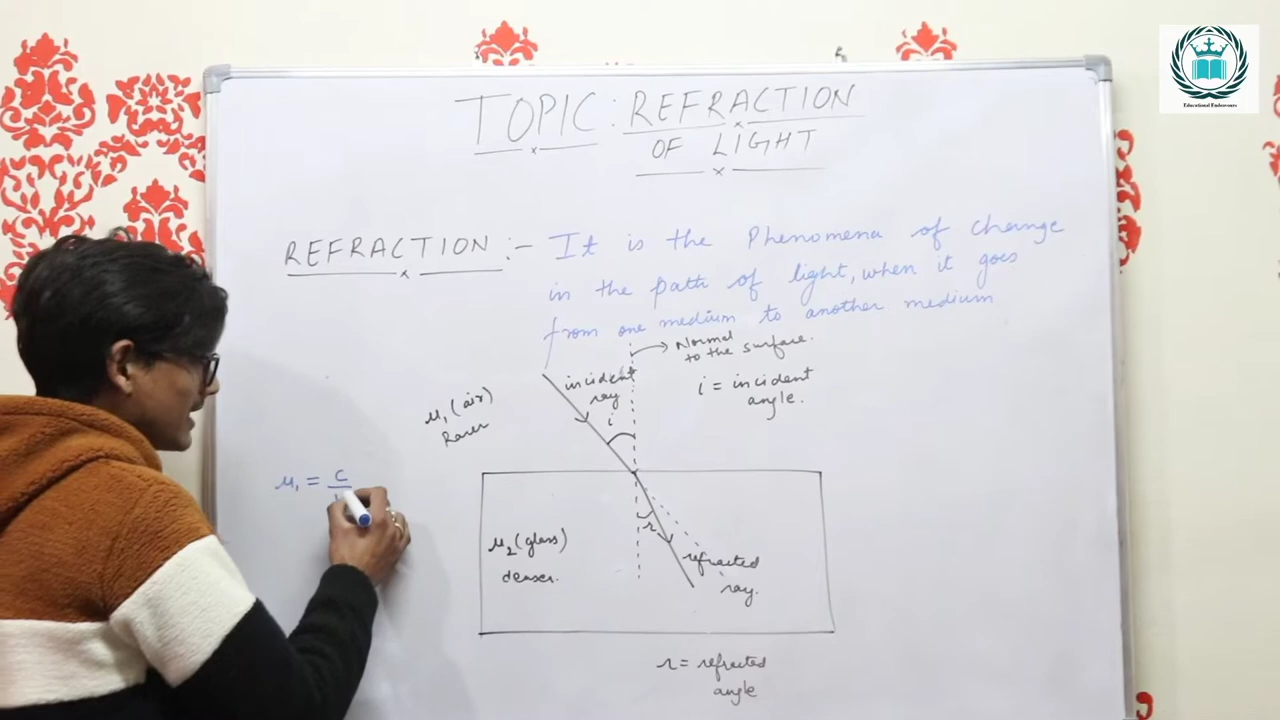 TOPIC: REFRACTION
OF LIGHT
REFRACTION :- It is the Phenomena of change
in the path of light, when it goes
from one medium to another medium
Normal
to the surface.
incident
ray
i = incident
angle.
μ₁ (air)
Rarer
i
μ₁ = c
μ₂ (glass)
denser.
r
refracted
ray.
r = refracted
angle
Educational Endeavours